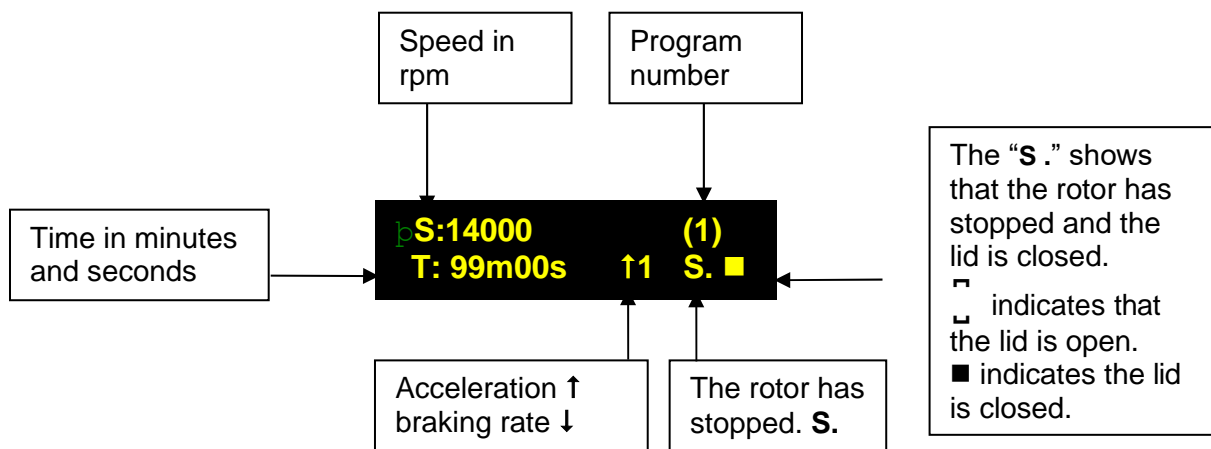 Speed in
rpm
Program
number
Time in minutes
and seconds
þS:14000 (1)
T: 99m00s ↑1 S. ■
The “S .” shows
that the rotor has
stopped and the
lid is closed.
indicates that
the lid is open.
■ indicates the lid
is closed.
Acceleration ↑
braking rate ↓
The rotor has
stopped. S.